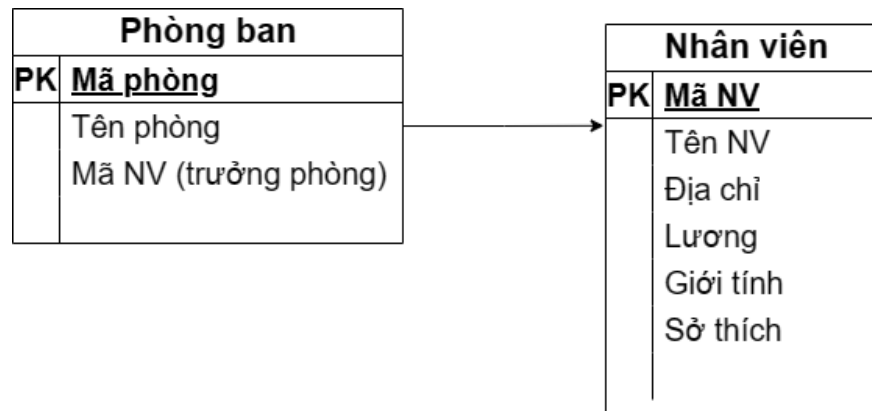 Phòng ban
PK Mã phòng
Tên phòng
Mã NV (trưởng phòng)
Nhân viên
PK Mã NV
Tên NV
Địa chỉ
Lương
Giới tính
Sở thích